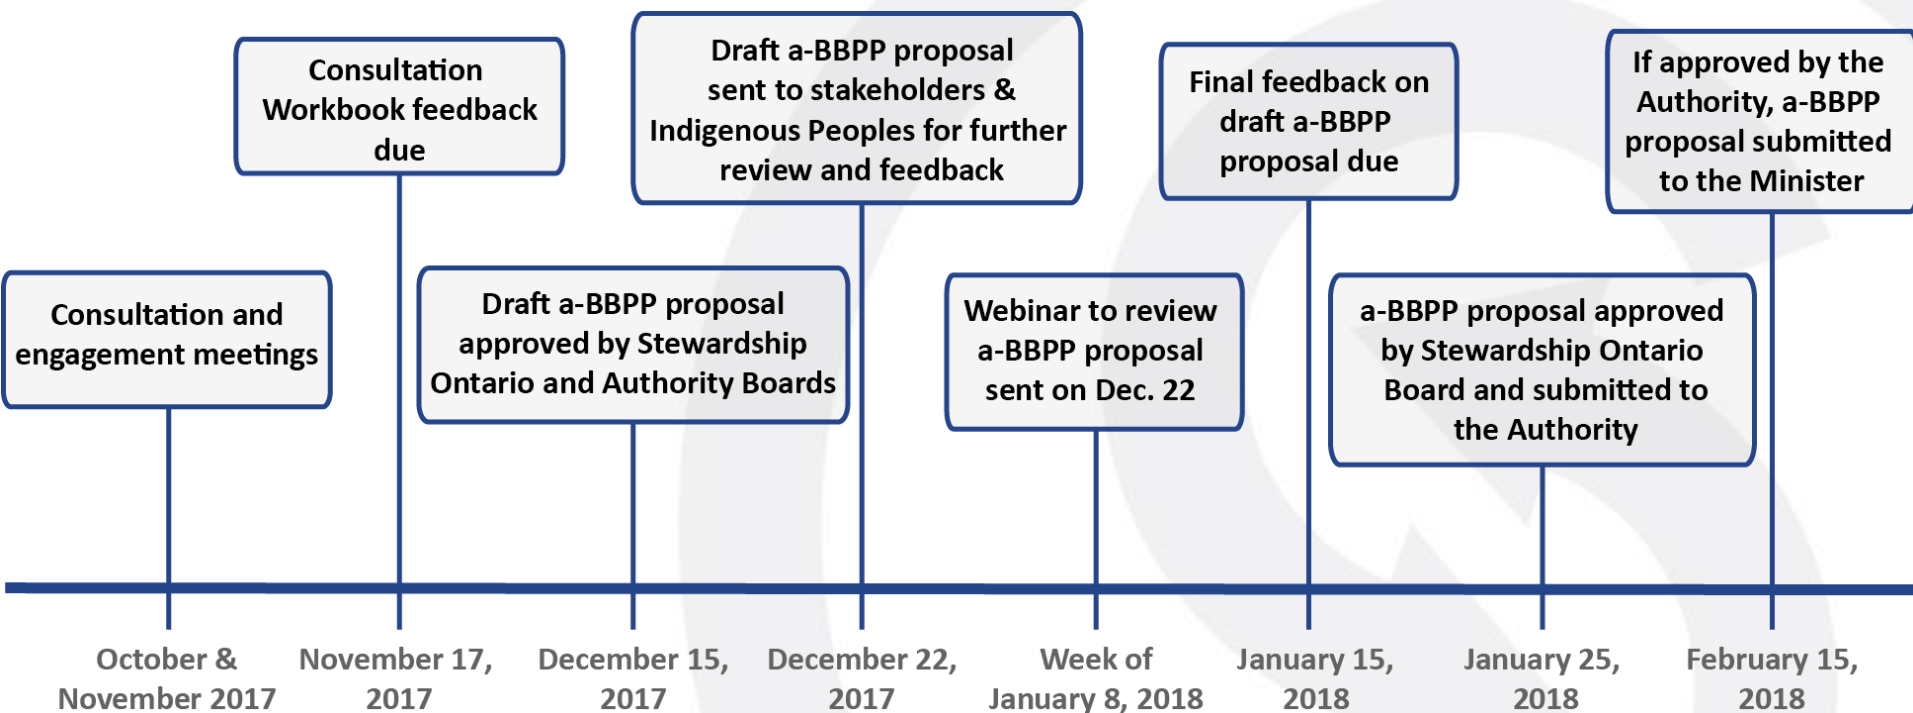 Consultation and
engagement meetings
October &
November 2017
Consultation
Workbook feedback
due
November 17,
2017
Draft a-BBPP proposal
approved by Stewardship
Ontario and Authority Boards
December 15,
2017
Draft a-BBPP proposal
sent to stakeholders &
Indigenous Peoples for further
review and feedback
December 22,
2017
Webinar to review
a-BBPP proposal
sent on Dec. 22
Week of
January 8, 2018
Final feedback on
draft a-BBPP
proposal due
January 15,
2018
a-BBPP proposal approved
by Stewardship Ontario
Board and submitted to
the Authority
January 25,
2018
If approved by the
Authority, a-BBPP
proposal submitted
to the Minister
February 15,
2018